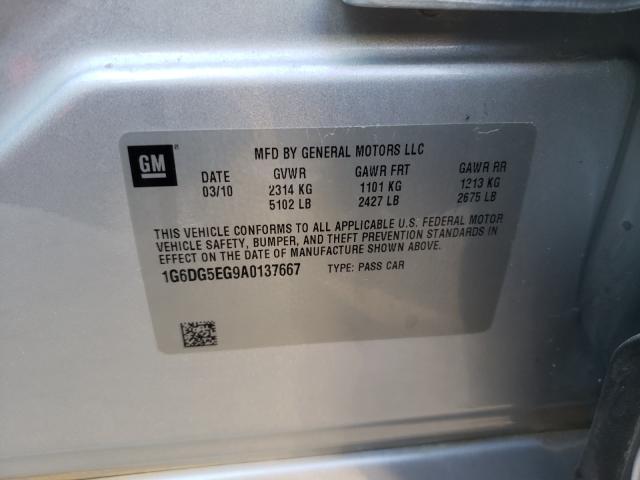 GM
MFD BY GENERAL MOTORS LLC
DATE GVWR GAWR FRT GAWR RR
03/10 2314 KG 1101 KG 1213 KG
5102 LB 2427 LB 2675 LB
THIS VEHICLE CONFORMS TO ALL APPLICABLE U.S. FEDERAL MOTOR
VEHICLE SAFETY, BUMPER, AND THEFT PREVENTION STANDARDS IN
EFFECT ON THE DATE OF MANUFACTURE SHOWN ABOVE.
1G6DG5EG9A0137667 TYPE: PASS CAR